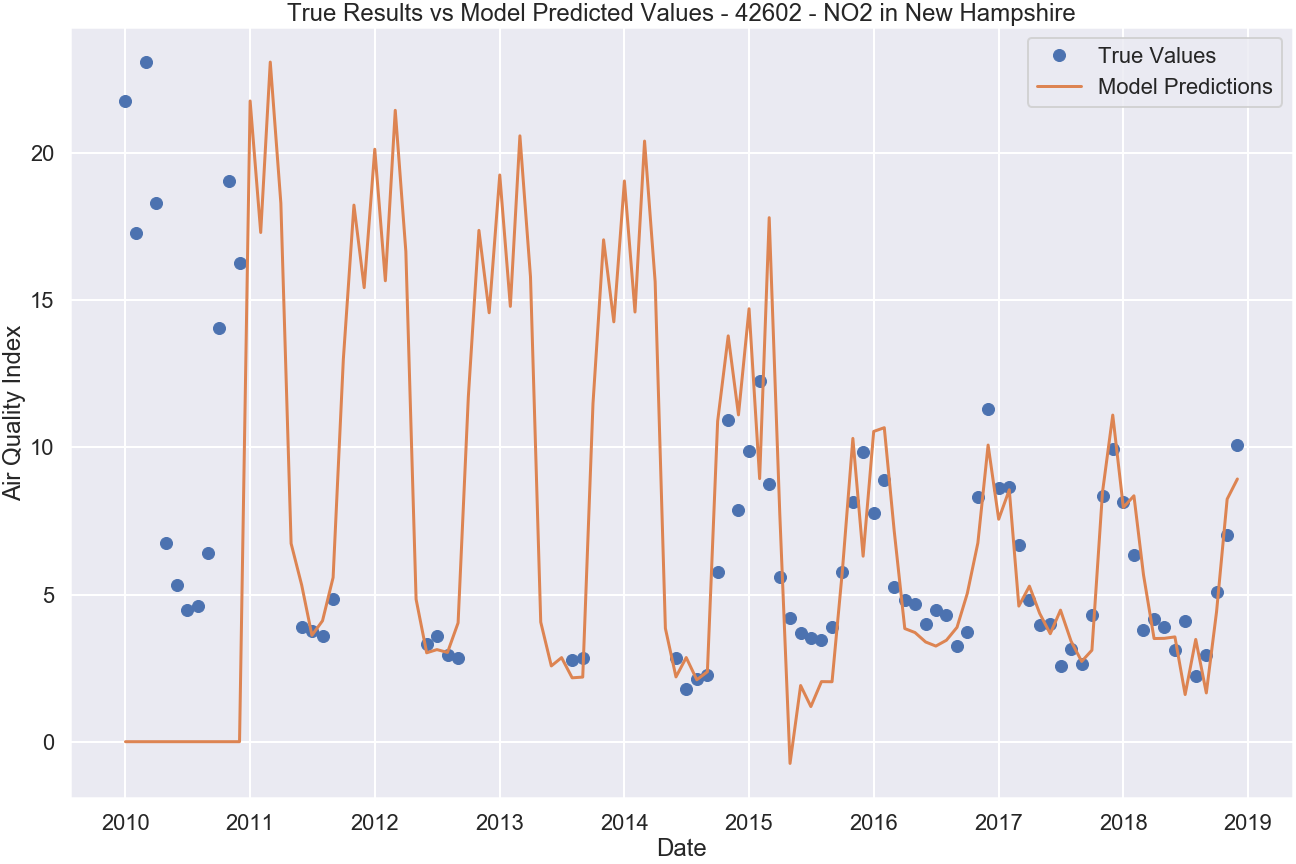 True Results vs Model Predicted Values - 42602 - NO2 in New Hampshire
True Values
Model Predictions
Air Quality Index
20
15
10
5
0
2010 2011 2012 2013 2014 2015 2016 2017 2018 2019
Date